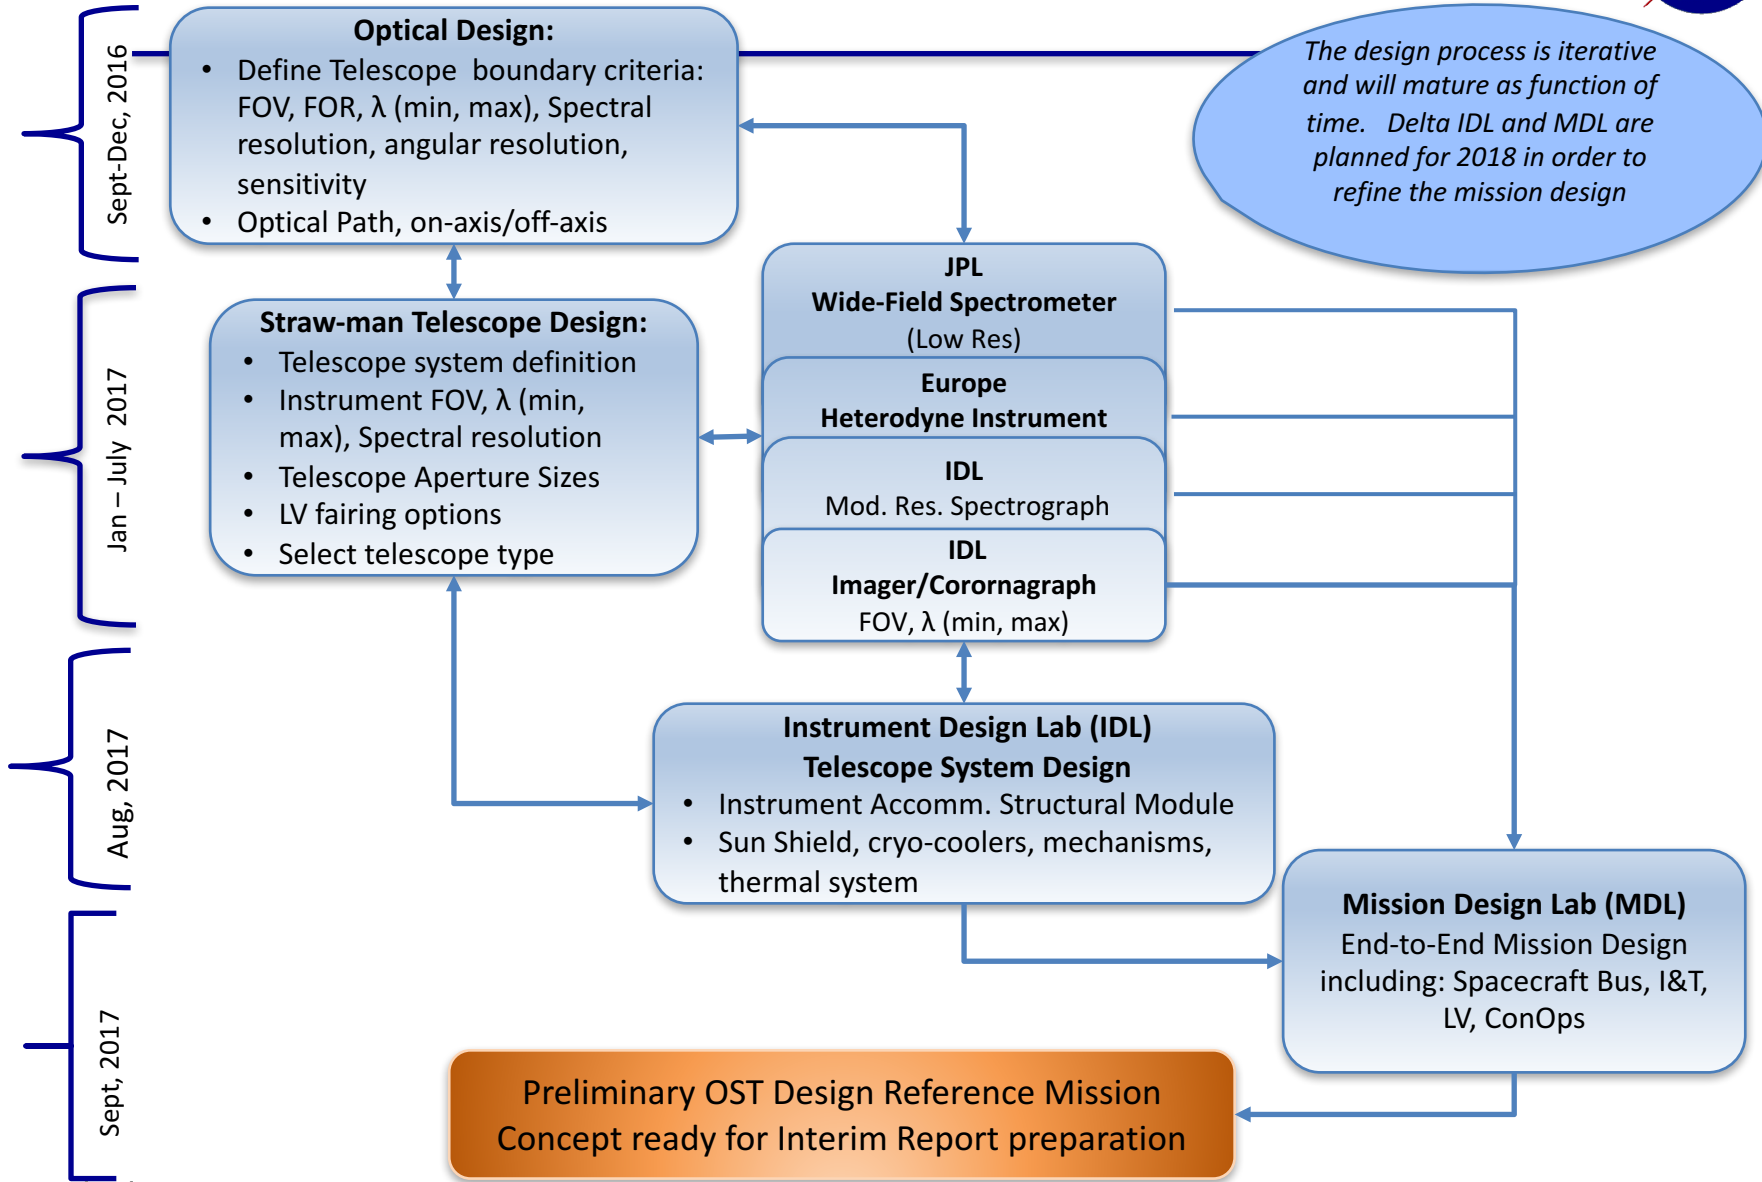 Sept-Dec, 2016
Optical Design:
• Define Telescope boundary criteria:
FOV, FOR, λ (min, max), Spectral
resolution, angular resolution,
sensitivity
• Optical Path, on-axis/off-axis
The design process is iterative
and will mature as function of
time. Delta IDL and MDL are
planned for 2018 in order to
refine the mission design
Jan – July 2017
Straw-man Telescope Design:
• Telescope system definition
• Instrument FOV, λ (min,
max), Spectral resolution
• Telescope Aperture Sizes
• LV fairing options
• Select telescope type
JPL
Wide-Field Spectrometer
(Low Res)
Europe
Heterodyne Instrument
IDL
Mod. Res. Spectrograph
IDL
Imager/Corornagraph
FOV, λ (min, max)
Aug, 2017
Instrument Design Lab (IDL)
Telescope System Design
• Instrument Accomm. Structural Module
• Sun Shield, cryo-coolers, mechanisms,
thermal system
Mission Design Lab (MDL)
End-to-End Mission Design
including: Spacecraft Bus, I&T,
LV, ConOps
Sept, 2017
Preliminary OST Design Reference Mission
Concept ready for Interim Report preparation